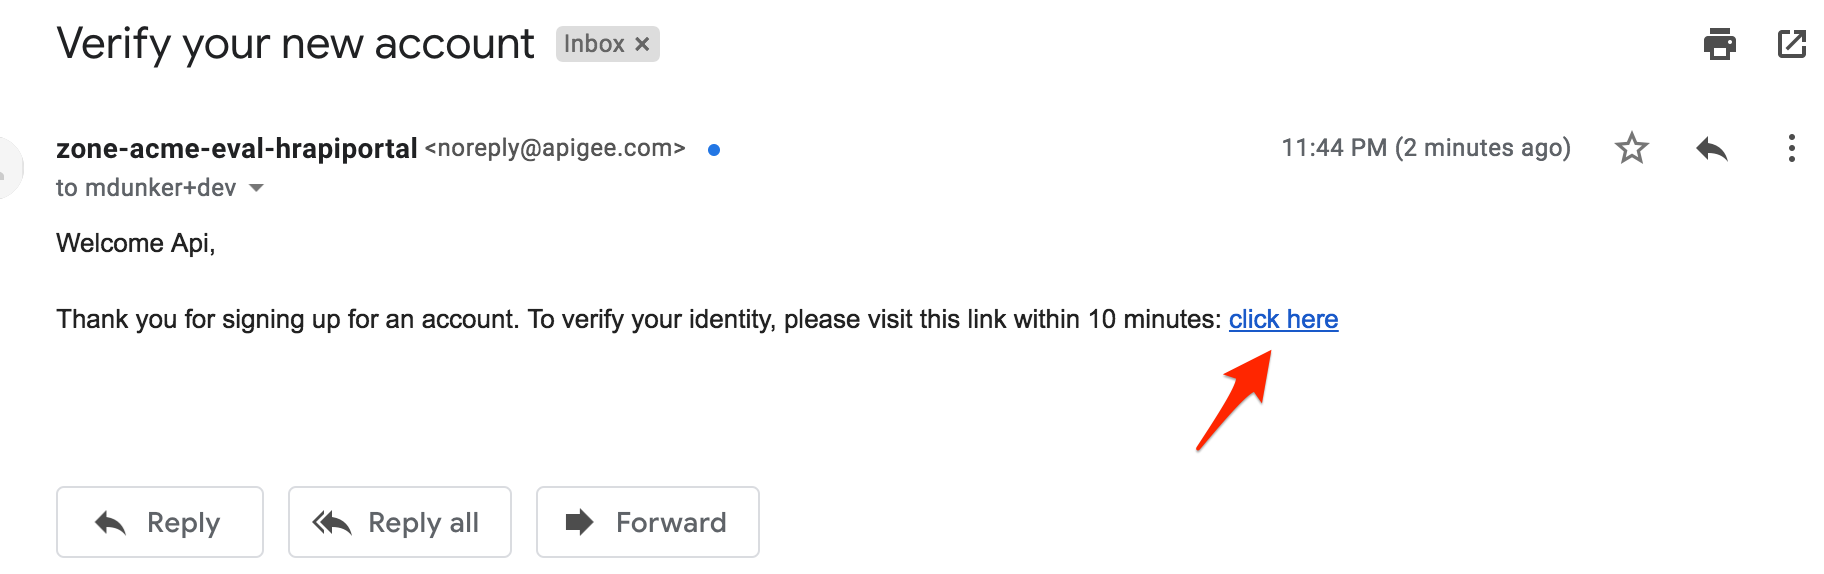 Verify your new account Inbox ×
zone-acme-eval-hrapiportal <noreply@apigee.com> 11:44 PM (2 minutes ago)
to mdunker+dev
Welcome Api,
Thank you for signing up for an account. To verify your identity, please visit this link within 10 minutes: click here
Reply Reply all Forward